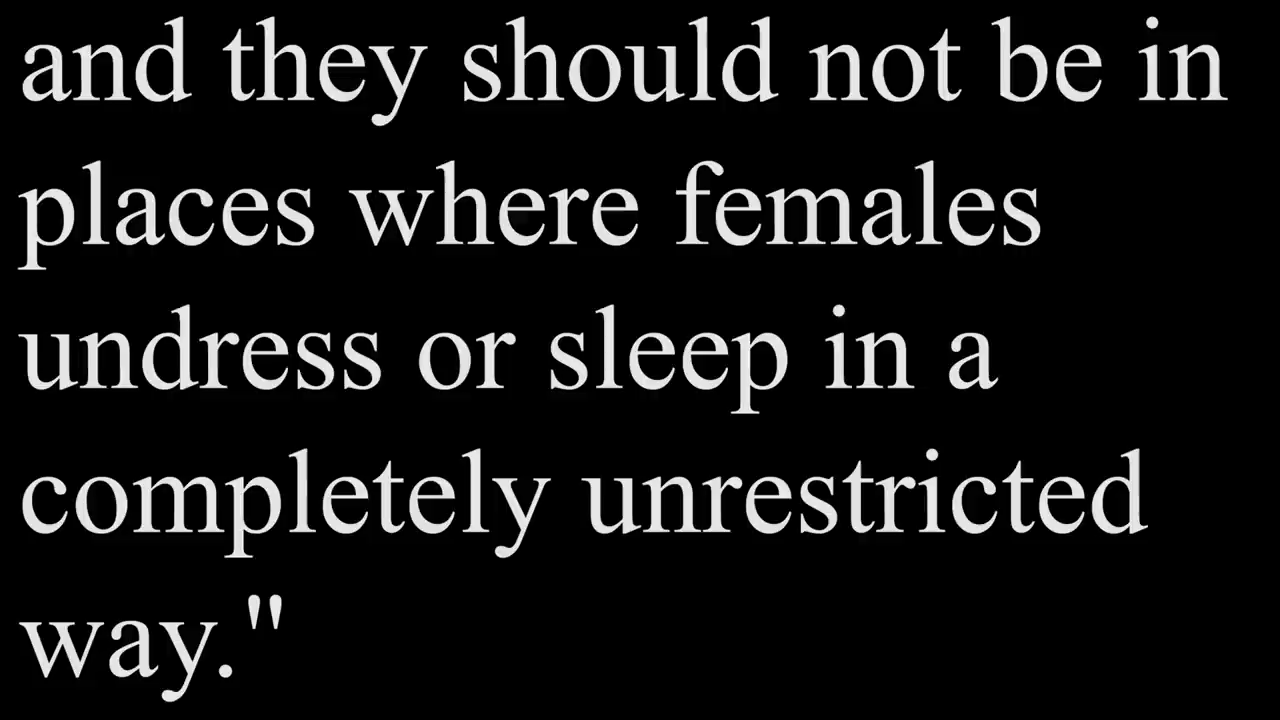 and they should not be in
places where females
undress or sleep in a
completely unrestricted
way."